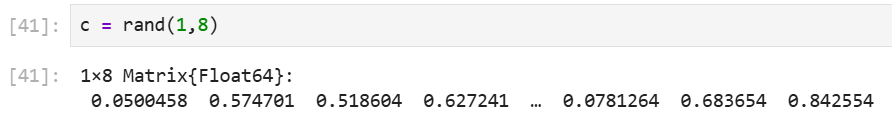 [41]: c = rand(1,8)
[41]: 1×8 Matrix{Float64}:
0.0500458 0.574701 0.518604 0.627241 … 0.0781264 0.683654 0.842554